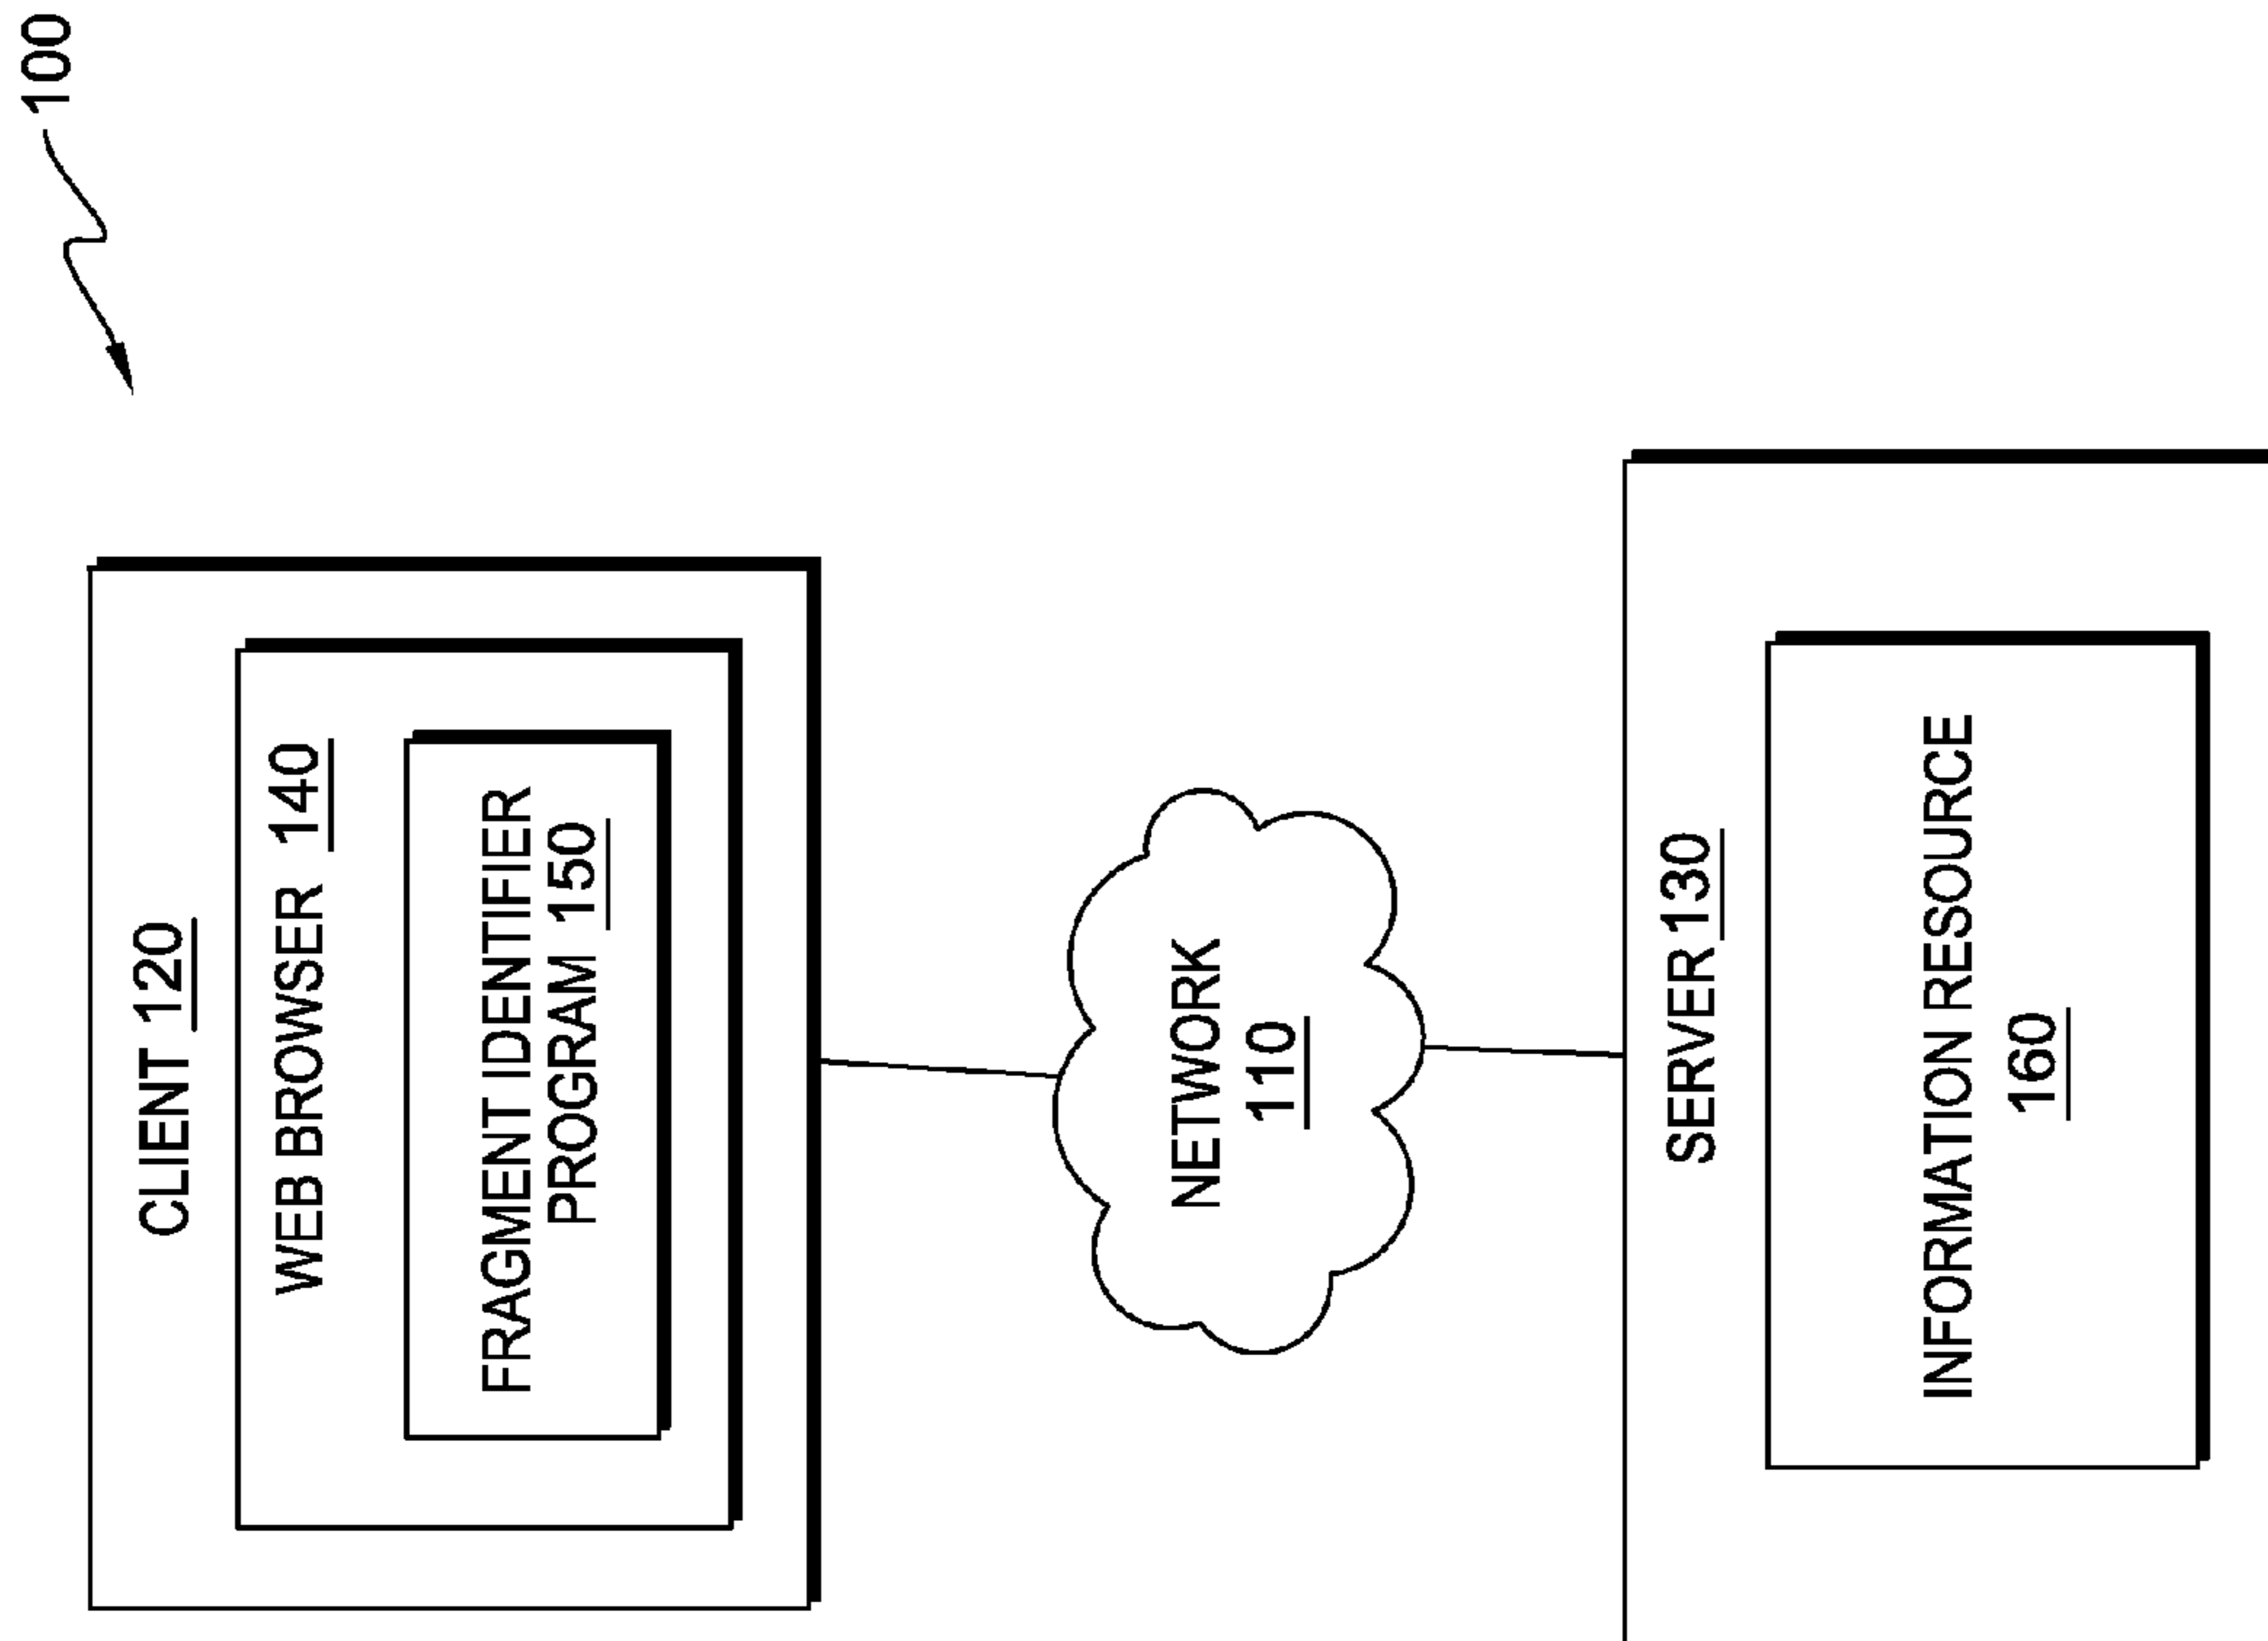 100
CLIENT 120
WEB BROWSER 140
FRAGMENT IDENTIFIER
PROGRAM 150
NETWORK
110
SERVER 130
INFORMATION RESOURCE
160